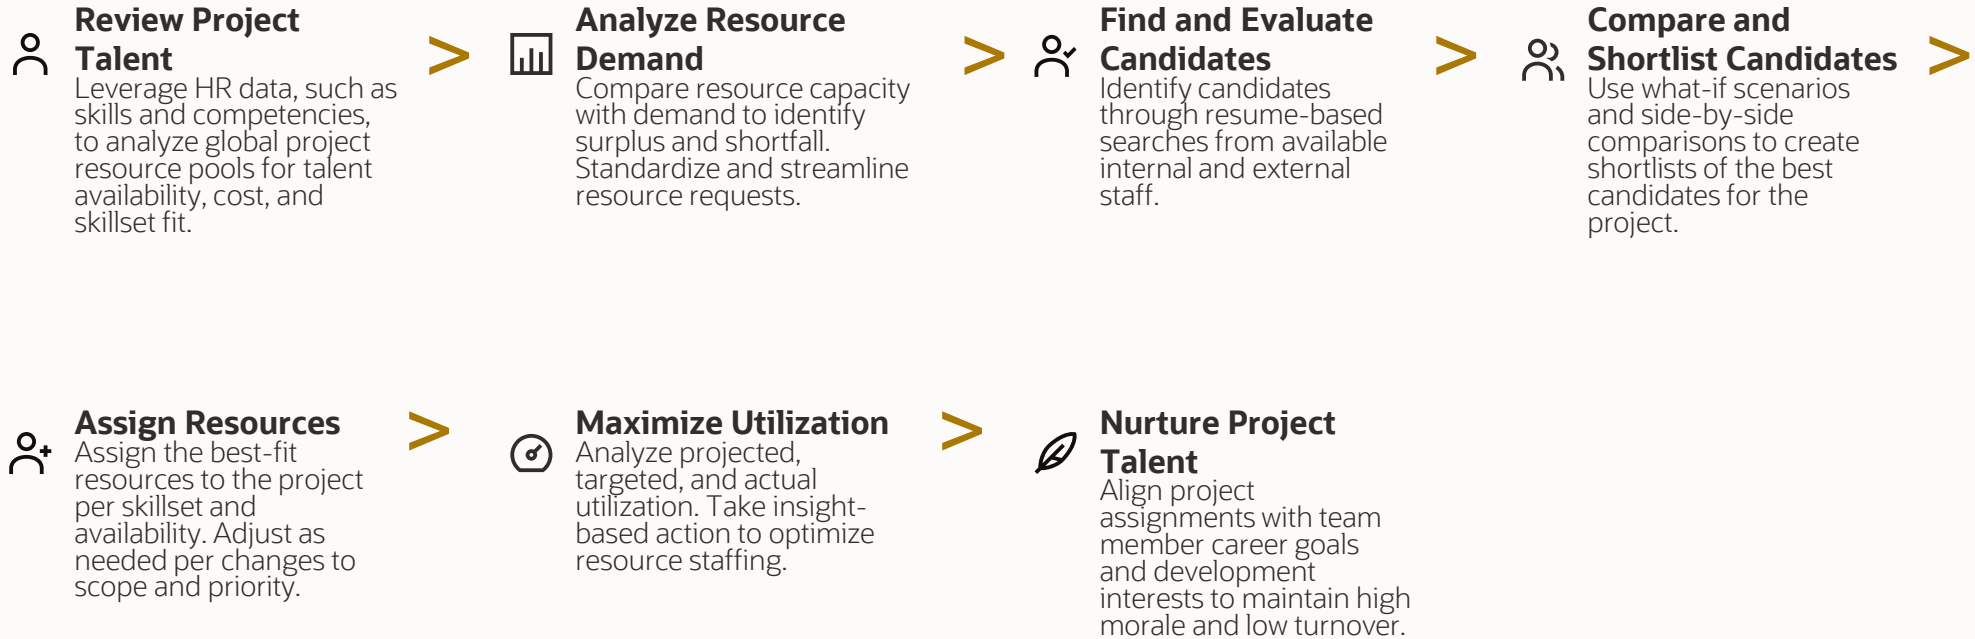 Review Project
Talent
Leverage HR data, such as
skills and competencies,
to analyze global project
resource pools for talent
availability, cost, and
skillset fit.
>
Analyze Resource
Demand
Compare resource capacity
with demand to identify
surplus and shortfall.
Standardize and streamline
resource requests.
>
Find and Evaluate
Candidates
Identify candidates
through resume-based
searches from available
internal and external
staff.
>
Compare and
Shortlist Candidates
Use what-if scenarios
and side-by-side
comparisons to create
shortlists of the best
candidates for the
project.
>
Assign Resources
Assign the best-fit
resources to the project
per skillset and
availability. Adjust as
needed per changes to
scope and priority.
>
Maximize Utilization
Analyze projected,
targeted, and actual
utilization. Take insight-
based action to optimize
resource staffing.
>
Nurture Project
Talent
Align project
assignments with team
member career goals
and development
interests to maintain high
morale and low turnover.